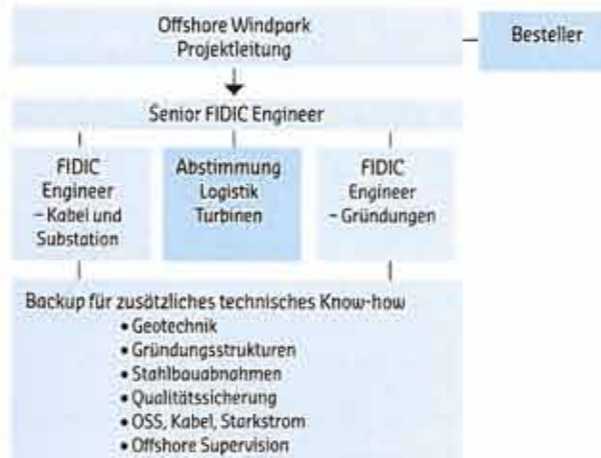 Offshore Windpark
Projektleitung
Besteller
Senior FIDIC Engineer
FIDIC
Engineer
– Kabel und
Substation
Abstimmung
Logistik
Turbinen
FIDIC
Engineer
– Gründungen
Backup für zusätzliches technisches Know-how
• Geotechnik
• Gründungsstrukturen
• Stahlbauabnahmen
• Qualitätssicherung
• OSS, Kabel, Starkstrom
• Offshore Supervision